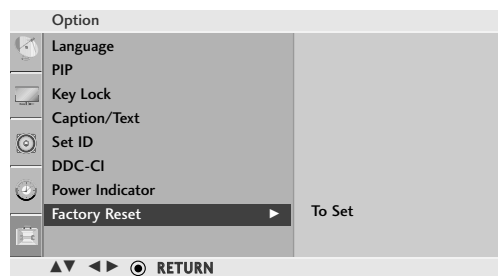 Option
Language
PIP
Key Lock
Caption/Text
Set ID
DDC-CI
Power Indicator
Factory Reset ► To Set
▲▼ ◄► RETURN